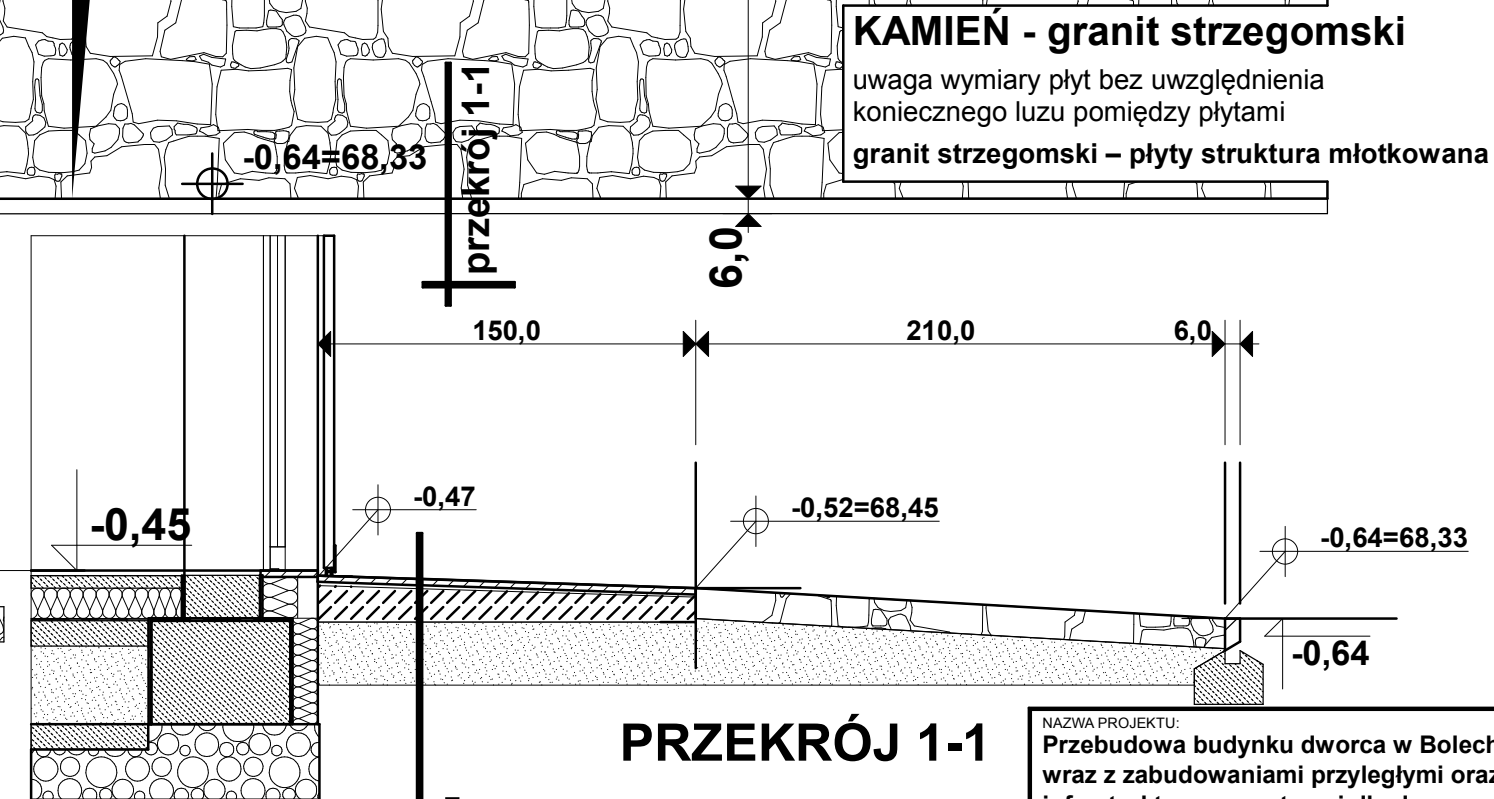 KAMIEŃ - granit strzegomski
uwaga wymiary płyt bez uwzględnienia
koniecznego luzu pomiędzy płytami
granit strzegomski – płyty struktura młotkowana
-0,64=68,33
przekrój 1-1
6,0
150,0
210,0
6,0
-0,45
-0,47
-0,52=68,45
-0,64=68,33
-0,64
PRZEKRÓJ 1-1
NAZWA PROJEKTU:
Przebudowa budynku dworca w Bolech
wraz z zabudowaniami przyległymi oraz